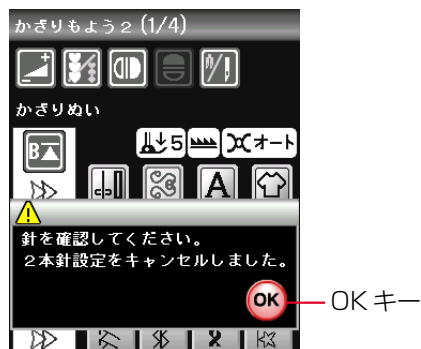 かざりもよう2(1/4)
かざりぬい
B
5
オート
A
針を確認してください。
2本針設定をキャンセルしました。
OK
OKキー